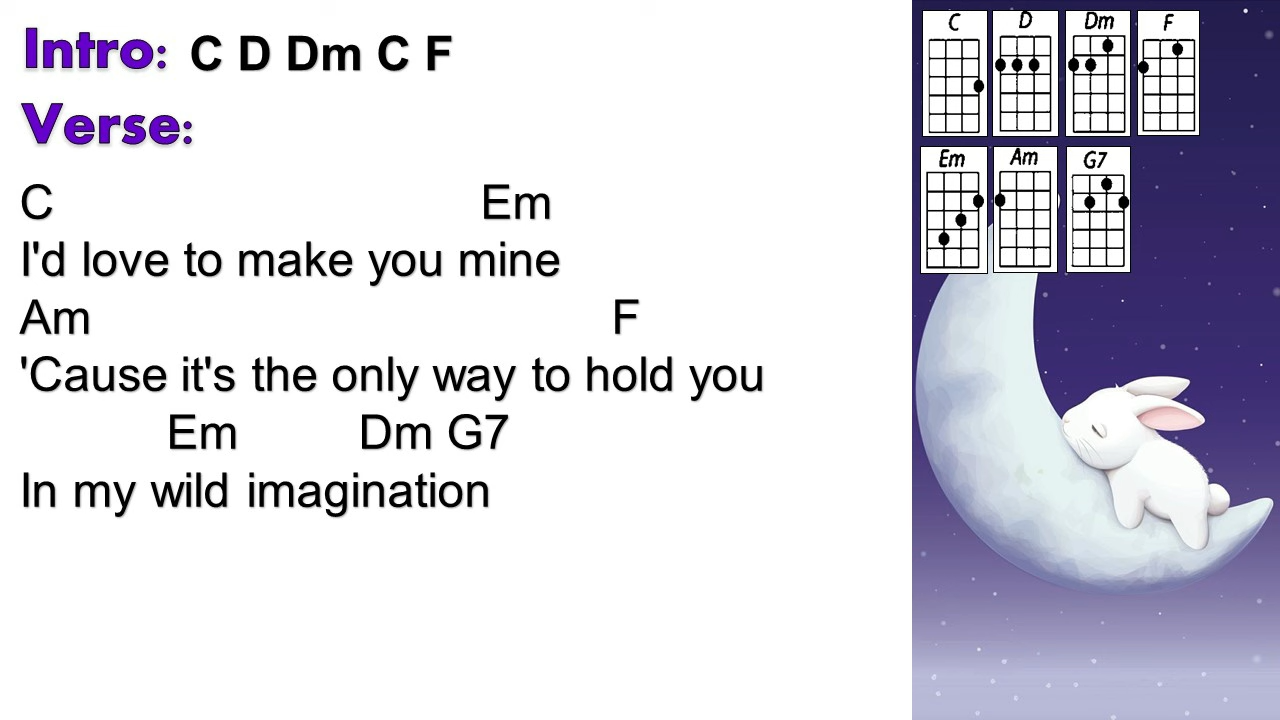 Intro: C D Dm C F
Verse:
C Em
I'd love to make you mine
Am F
'Cause it's the only way to hold you
Em Dm G7
In my wild imagination
C D Dm F
Em Am G7